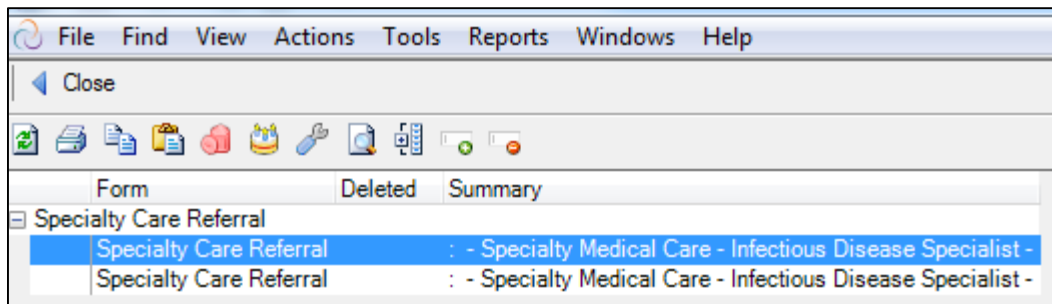 File Find View Actions Tools Reports Windows Help
Close
Form Deleted Summary
Specialty Care Referral
Specialty Care Referral : - Specialty Medical Care - Infectious Disease Specialist -
Specialty Care Referral : - Specialty Medical Care - Infectious Disease Specialist -